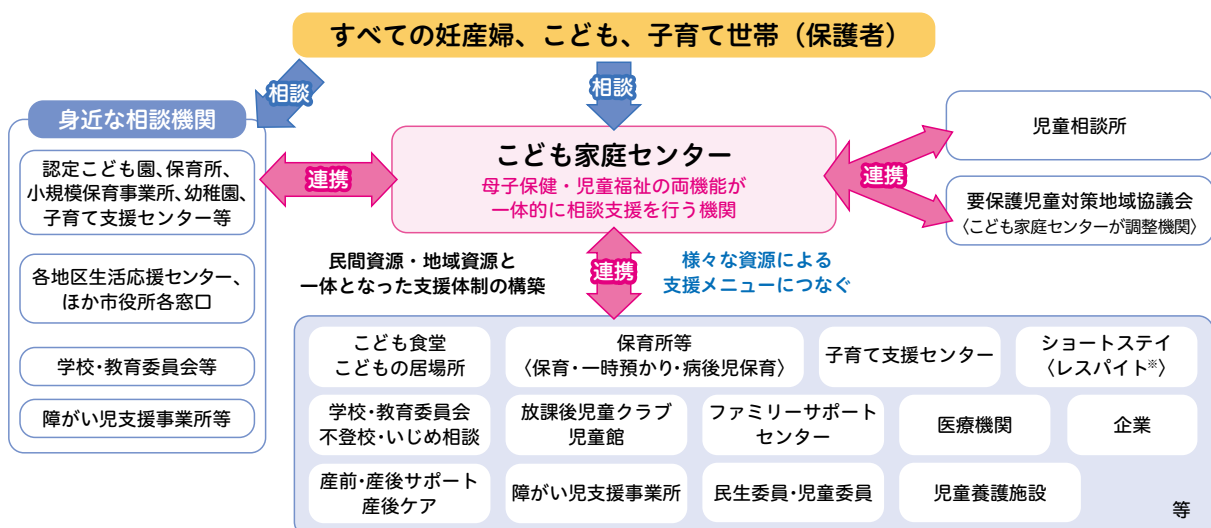 すべての妊産婦、こども、子育て世帯（保護者）
相談
相談
身近な相談機関
認定こども園、保育所、
小規模保育事業所、幼稚園、
子育て支援センター等
各地区生活応援センター、
ほか市役所各窓口
学校・教育委員会等
障がい児支援事業所等
連携
こども家庭センター
母子保健・児童福祉の両機能が
一体的に相談支援を行う機関
連携
児童相談所
要保護児童対策地域協議会
〈こども家庭センターが調整機関〉
民間資源・地域資源と
一体となった支援体制の構築
連携
様々な資源による
支援メニューにつなぐ
こども食堂
こどもの居場所
保育所等
〈保育・一時預かり・病後児保育〉
子育て支援センター
ショートステイ
〈レスパイト※〉
学校・教育委員会
不登校・いじめ相談
放課後児童クラブ
児童館
ファミリーサポート
センター
医療機関
企業
産前・産後サポート
産後ケア
障がい児支援事業所
民生委員・児童委員
児童養護施設
等